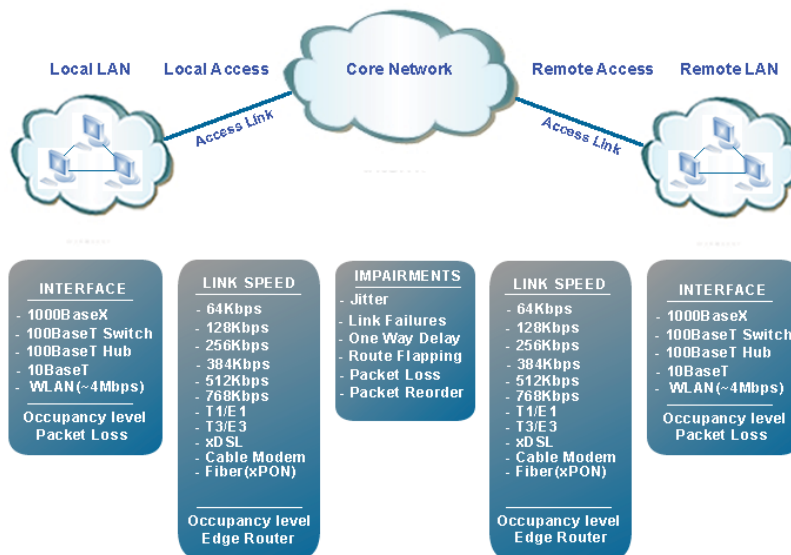 Local LAN
Local Access
Core Network
Remote Access
Remote LAN
Access Link
Access Link
INTERFACE
- 1000BaseX
- 100BaseT Switch
- 100BaseT Hub
- 10BaseT
- WLAN(~4Mbps)
Occupancy level
Packet Loss
LINK SPEED
- 64Kbps
- 128Kbps
- 256Kbps
- 384Kbps
- 512Kbps
- 768Kbps
- T1/E1
- T3/E3
- xDSL
- Cable Modem
- Fiber(xPON)
Occupancy level
Edge Router
IMPAIRMENTS
- Jitter
- Link Failures
- One Way Delay
- Route Flapping
- Packet Loss
- Packet Reorder
LINK SPEED
- 64Kbps
- 128Kbps
- 256Kbps
- 384Kbps
- 512Kbps
- 768Kbps
- T1/E1
- T3/E3
- xDSL
- Cable Modem
- Fiber(xPON)
Occupancy level
Edge Router
INTERFACE
- 1000BaseX
- 100BaseT Switch
- 100BaseT Hub
- 10BaseT
- WLAN(~4Mbps)
Occupancy level
Packet Loss